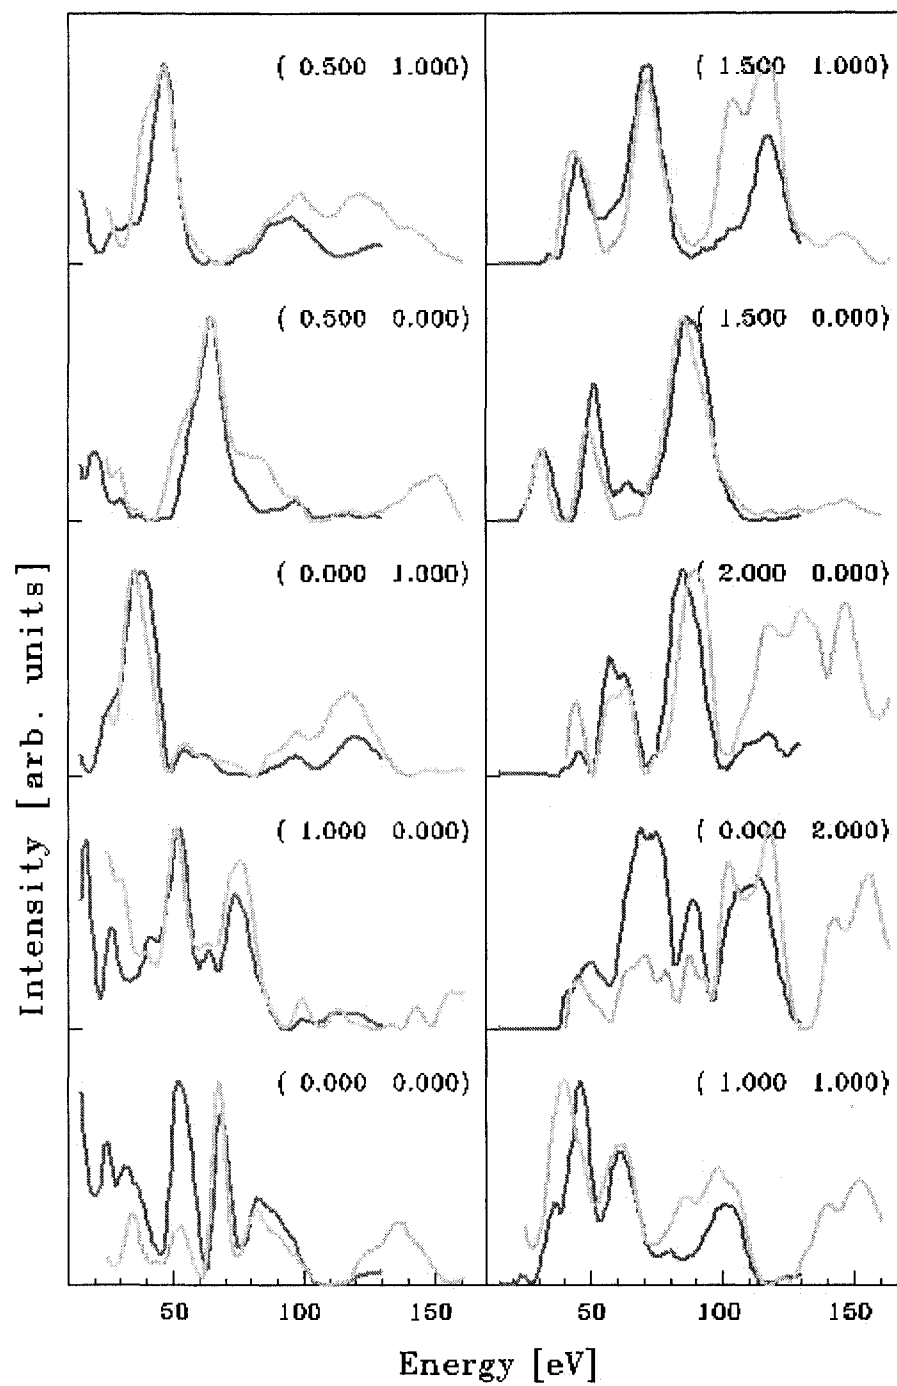 ( 0.500 1.000)
( 1.500 1.000)
( 0.500 0.000)
( 1.500 0.000)
( 0.000 1.000)
( 2.000 0.000)
( 1.000 0.000)
( 0.000 2.000)
( 0.000 0.000)
( 1.000 1.000)
Intensity [arb. units]
50 100 150 50 100 150
Energy [eV]